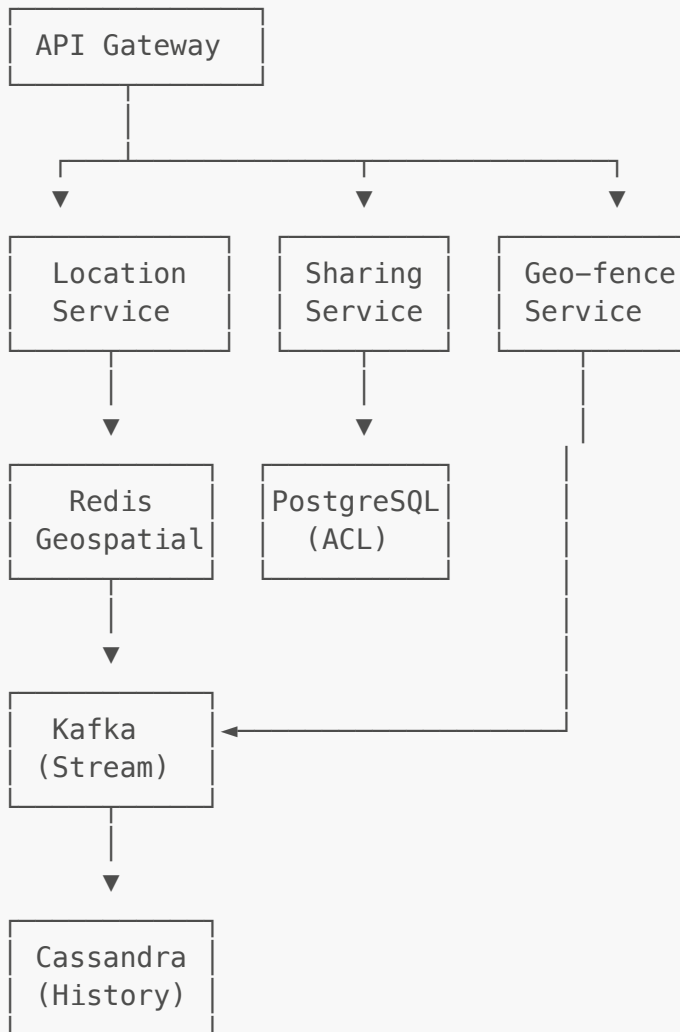 API Gateway
Location
Service
Sharing
Service
Geo-fence
Service
Redis
Geospatial
PostgreSQL
(ACL)
Kafka
(Stream)
Cassandra
(History)